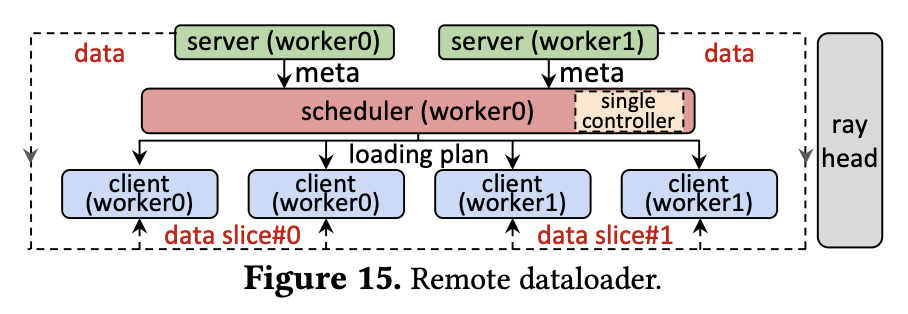 server (worker0)
server (worker1)
data
data
meta
meta
scheduler (worker0)
single
controller
ray
head
loading plan
client
(worker0)
client
(worker0)
client
(worker1)
client
(worker1)
data slice#0
data slice#1
Figure 15. Remote dataloader.